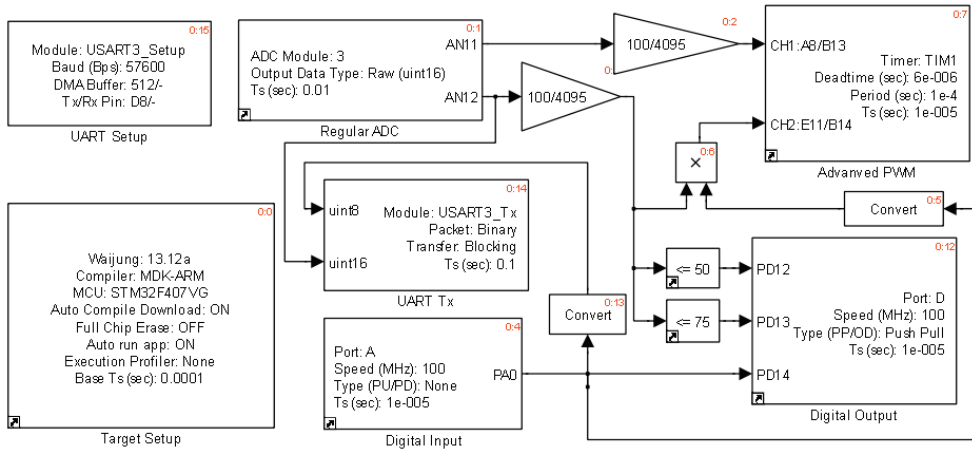 0:15
Module: USART3_Setup
Baud (Bps): 57600
DMA Buffer: 512/-
Tx/Rx Pin: D8/-
UART Setup
0:1
ADC Module: 3
Output Data Type: Raw (uint16)
Ts (sec): 0.01
AN11
AN12
Regular ADC
0:2
100/4095
0:
100/4095
0:7
CH1: A8/B13
Timer: TIM1
Deadtime (sec): 6e-006
Period (sec): 1e-4
Ts (sec): 1e-005
CH2: E11/B14
Advanved PWM
0:6
×
0:5
Convert
0:0
Waijung: 13.12a
Compiler: MDK-ARM
MCU: STM32F407VG
Auto Compile Download: ON
Full Chip Erase: OFF
Auto run app: ON
Execution Profiler: None
Base Ts (sec): 0.0001
Target Setup
0:14
uint8
uint16
Module: USART3_Tx
Packet: Binary
Transfer: Blocking
Ts (sec): 0.1
UART Tx
0:13
Convert
0:4
Port: A
Speed (MHz): 100
Type (PU/PD): None
Ts (sec): 1e-005
PA0
Digital Input
<= 50
<= 75
0:12
PD12
PD13
PD14
Port: D
Speed (MHz): 100
Type (PP/OD): Push Pull
Ts (sec): 1e-005
Digital Output